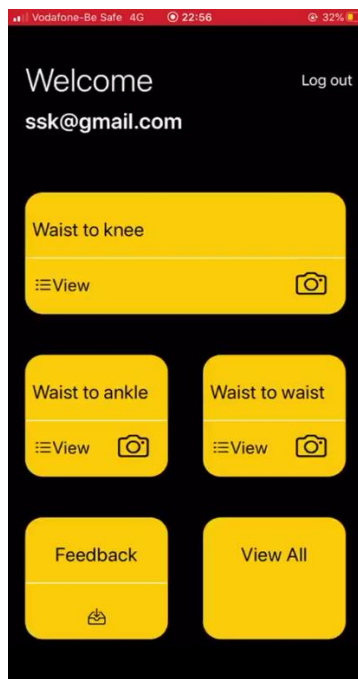 Vodafone-Be Safe 4G 22:56 32%
Welcome
Log out
ssk@gmail.com
Waist to knee
View
Waist to ankle
View
Waist to waist
View
Feedback
View All